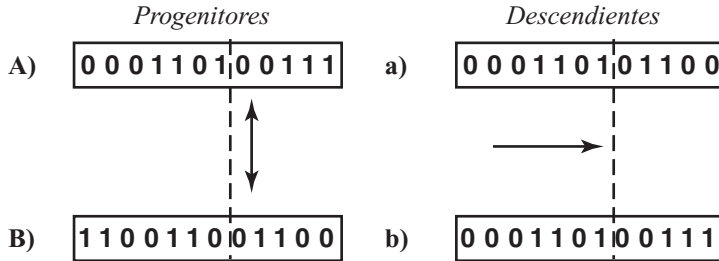 Progenitores Descendientes
A) 0 0 0 1 1 0 1 0 0 1 1 1 a) 0 0 0 1 1 0 1 0 1 1 0 0
B) 1 1 0 0 1 1 0 0 1 1 0 0 b) 0 0 0 1 1 0 1 0 0 1 1 1